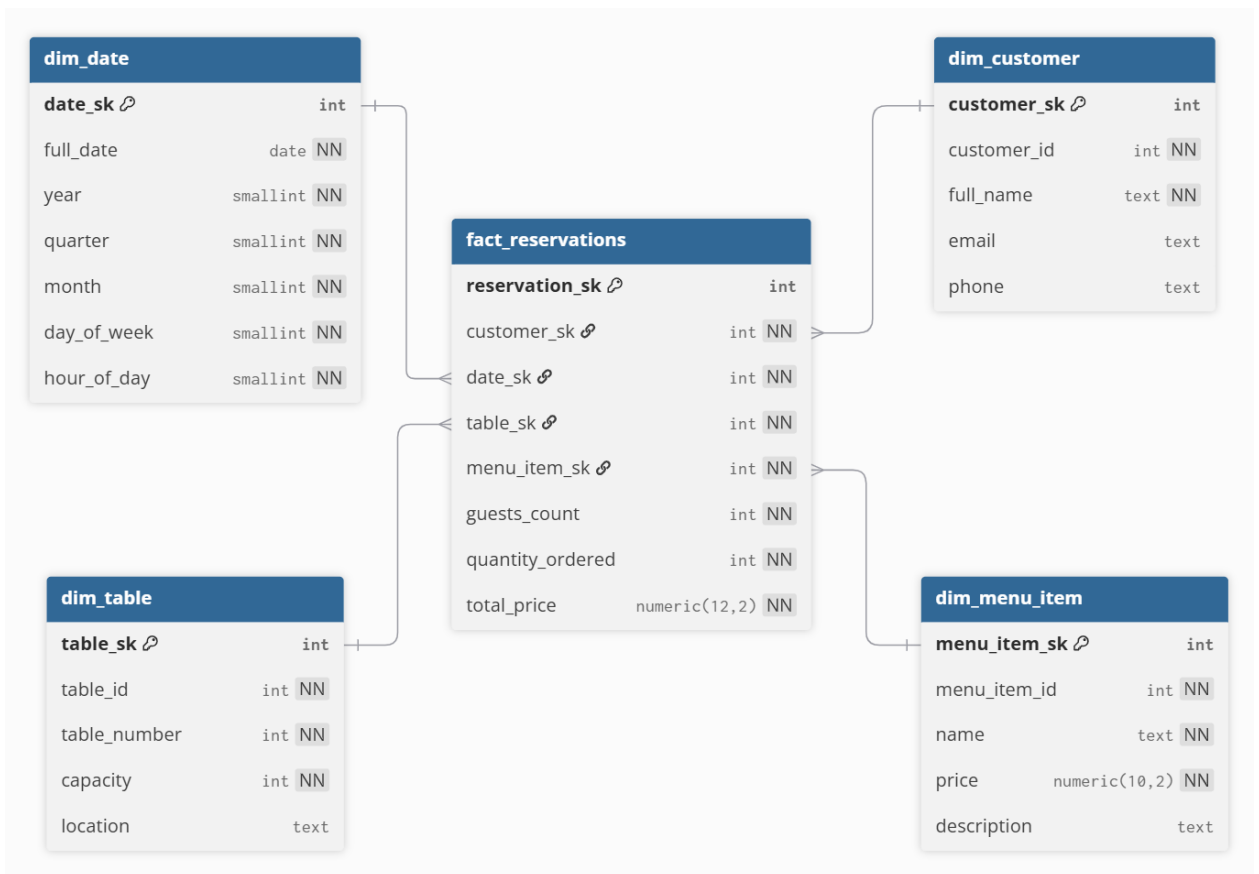 dim_date
date_sk int
full_date date NN
year smallint NN
quarter smallint NN
month smallint NN
day_of_week smallint NN
hour_of_day smallint NN
dim_customer
customer_sk int
customer_id int NN
full_name text NN
email text
phone text
fact_reservations
reservation_sk int
customer_sk int NN
date_sk int NN
table_sk int NN
menu_item_sk int NN
guests_count int NN
quantity_ordered int NN
total_price numeric(12,2) NN
dim_table
table_sk int
table_id int NN
table_number int NN
capacity int NN
location text
dim_menu_item
menu_item_sk int
menu_item_id int NN
name text NN
price numeric(10,2) NN
description text